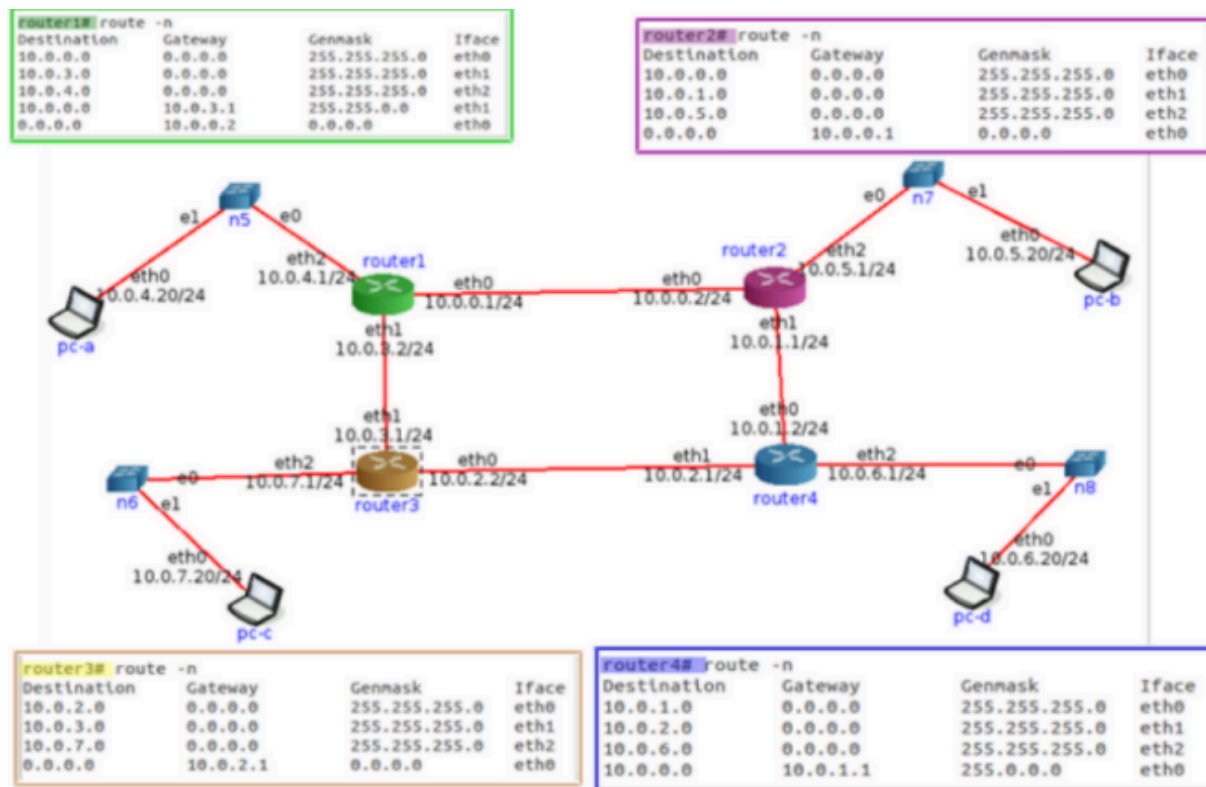 router1# route -n
Destination Gateway Genmask Iface
10.0.0.0 0.0.0.0 255.255.255.0 eth0
10.0.3.0 0.0.0.0 255.255.255.0 eth1
10.0.4.0 0.0.0.0 255.255.255.0 eth2
10.0.0.0 10.0.3.1 255.255.0.0 eth1
0.0.0.0 10.0.0.2 0.0.0.0 eth0
router2# route -n
Destination Gateway Genmask Iface
10.0.0.0 0.0.0.0 255.255.255.0 eth0
10.0.1.0 0.0.0.0 255.255.255.0 eth1
10.0.5.0 0.0.0.0 255.255.255.0 eth2
0.0.0.0 10.0.0.1 0.0.0.0 eth0
n5
e1
e0
eth0
10.0.4.20/24
pc-a
eth2
10.0.4.1/24
router1
eth0
10.0.0.1/24
eth1
10.0.3.2/24
n7
e0
e1
router2
eth2
10.0.5.1/24
eth0
10.0.0.2/24
eth1
10.0.1.1/24
eth0
10.0.5.20/24
pc-b
eth1
10.0.3.1/24
eth2
10.0.7.1/24
eth0
10.0.2.2/24
router3
n6
e0
e1
eth0
10.0.7.20/24
pc-c
eth0
10.0.1.2/24
eth1
10.0.2.1/24
eth2
10.0.6.1/24
router4
e0
n8
e1
eth0
10.0.6.20/24
pc-d
router3# route -n
Destination Gateway Genmask Iface
10.0.2.0 0.0.0.0 255.255.255.0 eth0
10.0.3.0 0.0.0.0 255.255.255.0 eth1
10.0.7.0 0.0.0.0 255.255.255.0 eth2
0.0.0.0 10.0.2.1 0.0.0.0 eth0
router4# route -n
Destination Gateway Genmask Iface
10.0.1.0 0.0.0.0 255.255.255.0 eth0
10.0.2.0 0.0.0.0 255.255.255.0 eth1
10.0.6.0 0.0.0.0 255.255.255.0 eth2
10.0.0.0 10.0.1.1 255.0.0.0 eth0